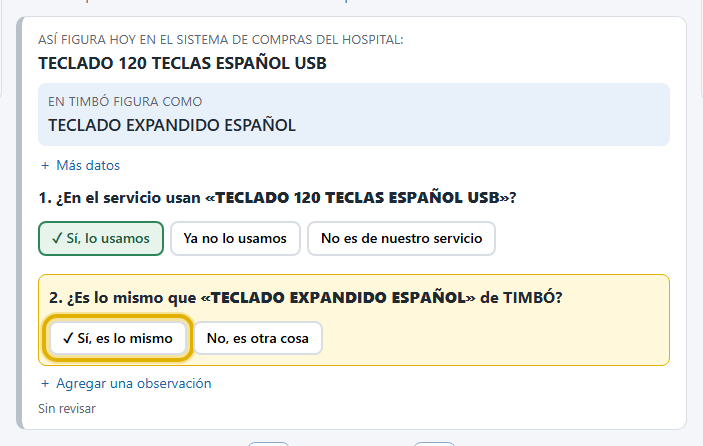 ASÍ FIGURA HOY EN EL SISTEMA DE COMPRAS DEL HOSPITAL:
TECLADO 120 TECLAS ESPAÑOL USB
EN TIMBÓ FIGURA COMO
TECLADO EXPANDIDO ESPAÑOL
+ Más datos
1. ¿En el servicio usan «TECLADO 120 TECLAS ESPAÑOL USB»?
✓ Sí, lo usamos Ya no lo usamos No es de nuestro servicio
2. ¿Es lo mismo que «TECLADO EXPANDIDO ESPAÑOL» de TIMBÓ?
✓ Sí, es lo mismo No, es otra cosa
+ Agregar una observación
Sin revisar